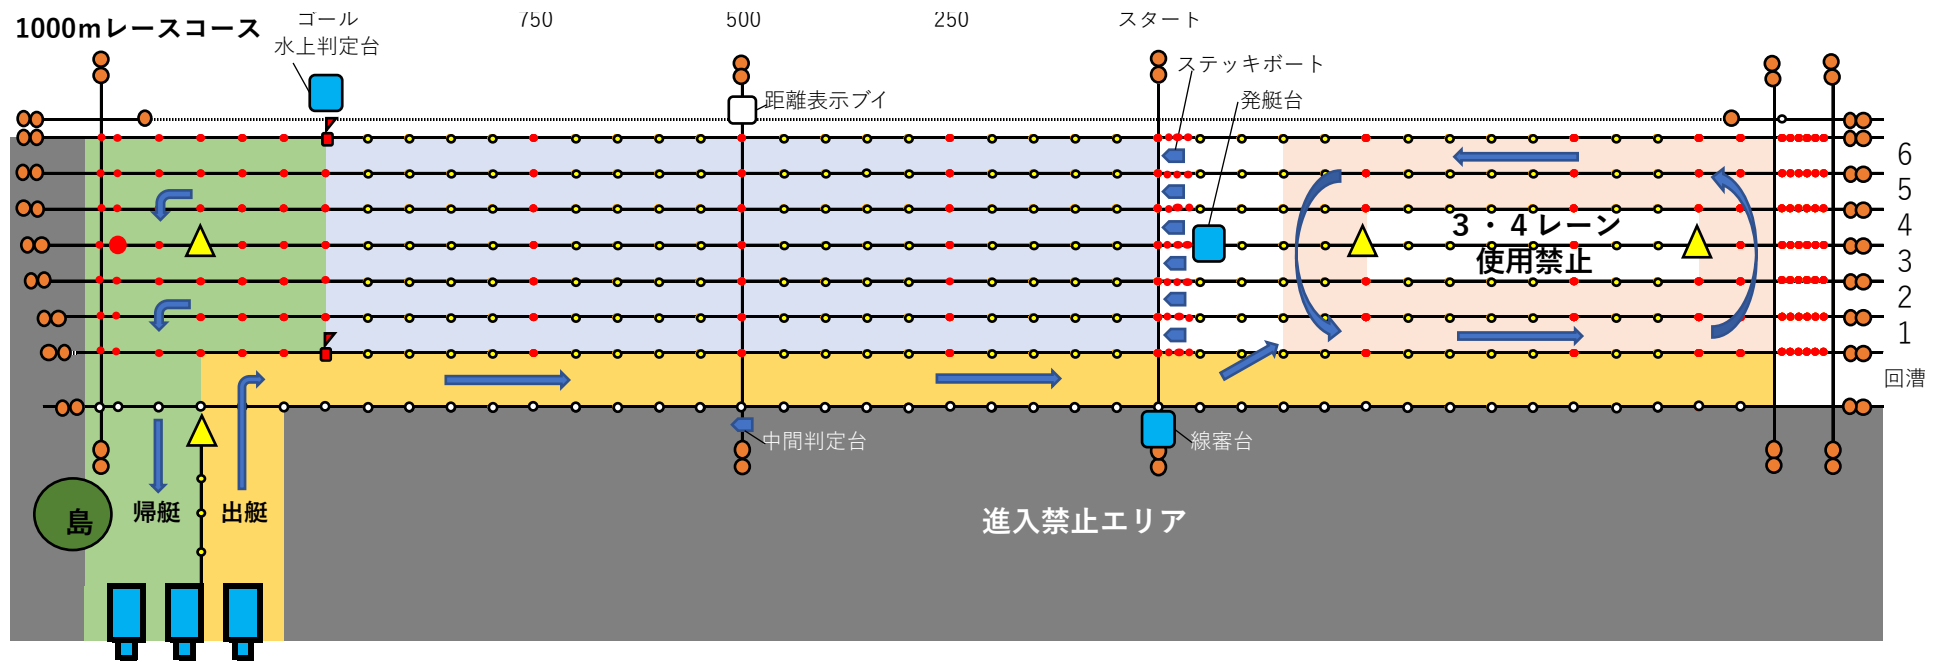 1000mレースコース
ゴール
750
500
250
スタート
水上判定台
ステッキボート
距離表示ブイ
発艇台
6
5
4
3
2
1
回漕
3・4レーン
使用禁止
中間判定台
線審台
島
帰艇
出艇
進入禁止エリア